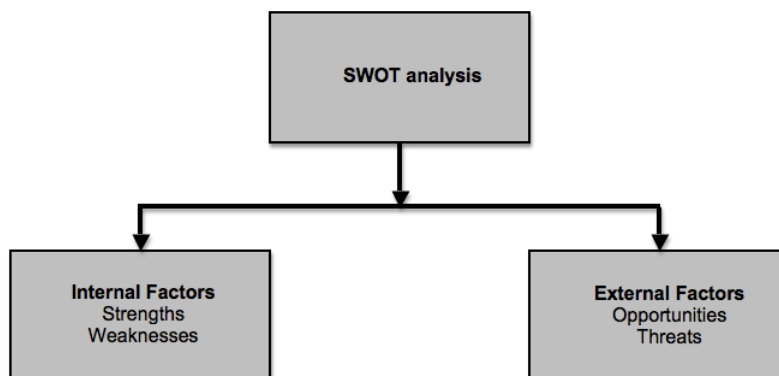 SWOT analysis
Internal Factors
Strengths
Weaknesses
External Factors
Opportunities
Threats